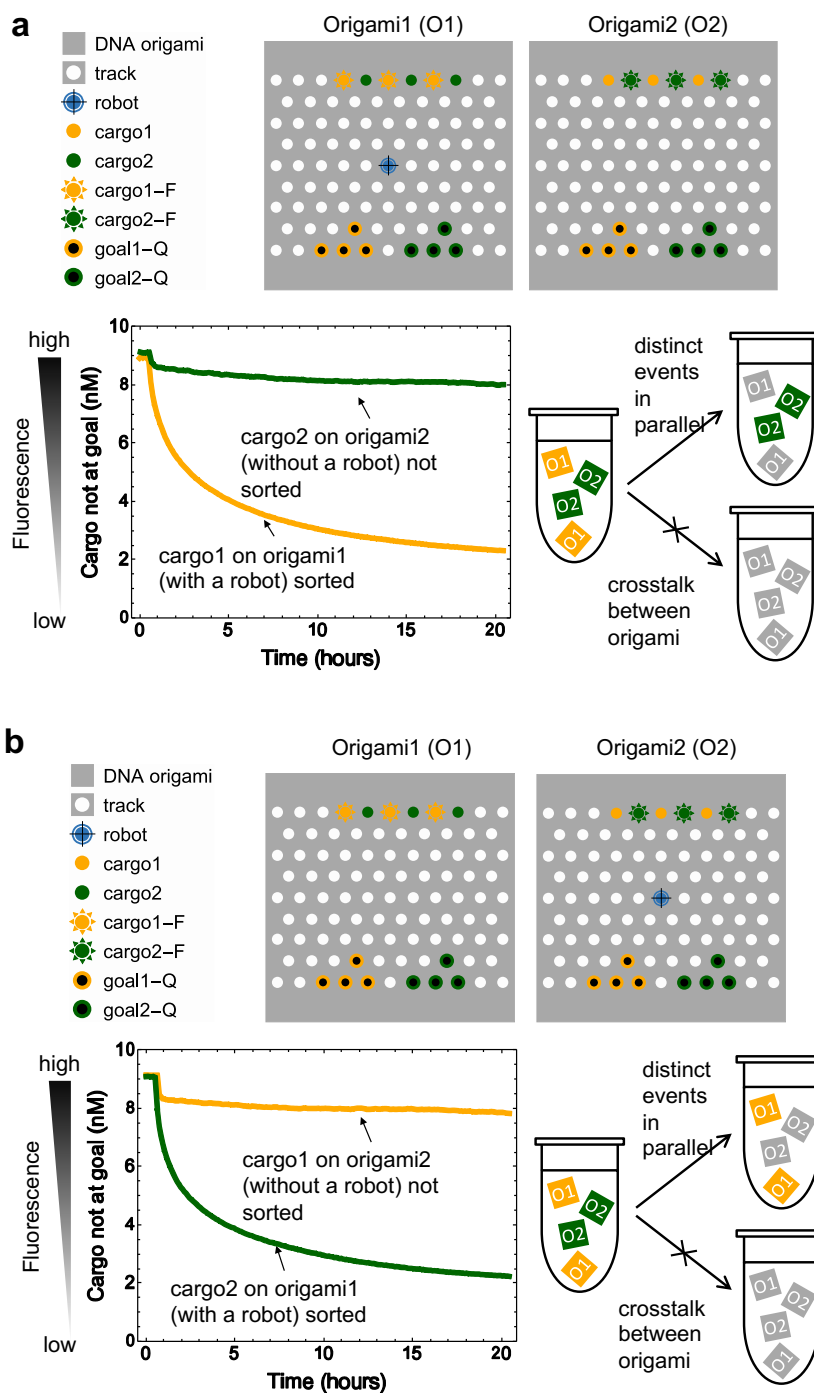 a
DNA origami
track
robot
cargo1
cargo2
cargo1–F
cargo2–F
goal1–Q
goal2–Q
Origami1 (O1)
Origami2 (O2)
high
Fluorescence
low
Cargo not at goal (nM)
10
8
6
4
2
0
cargo2 on origami2
(without a robot) not
sorted
cargo1 on origami1
(with a robot) sorted
0
5
10
15
20
Time (hours)
O1
O2
O2
O1
distinct
events
in
parallel
crosstalk
between
origami
O1
O2
O2
O1
O1
O2
O2
O1
b
DNA origami
track
robot
cargo1
cargo2
cargo1–F
cargo2–F
goal1–Q
goal2–Q
Origami1 (O1)
Origami2 (O2)
high
Fluorescence
low
Cargo not at goal (nM)
10
8
6
4
2
0
cargo1 on origami2
(without a robot) not
sorted
cargo2 on origami1
(with a robot) sorted
0
5
10
15
20
Time (hours)
O1
O2
O2
O1
distinct
events
in
parallel
crosstalk
between
origami
O1
O2
O2
O1
O1
O2
O2
O1